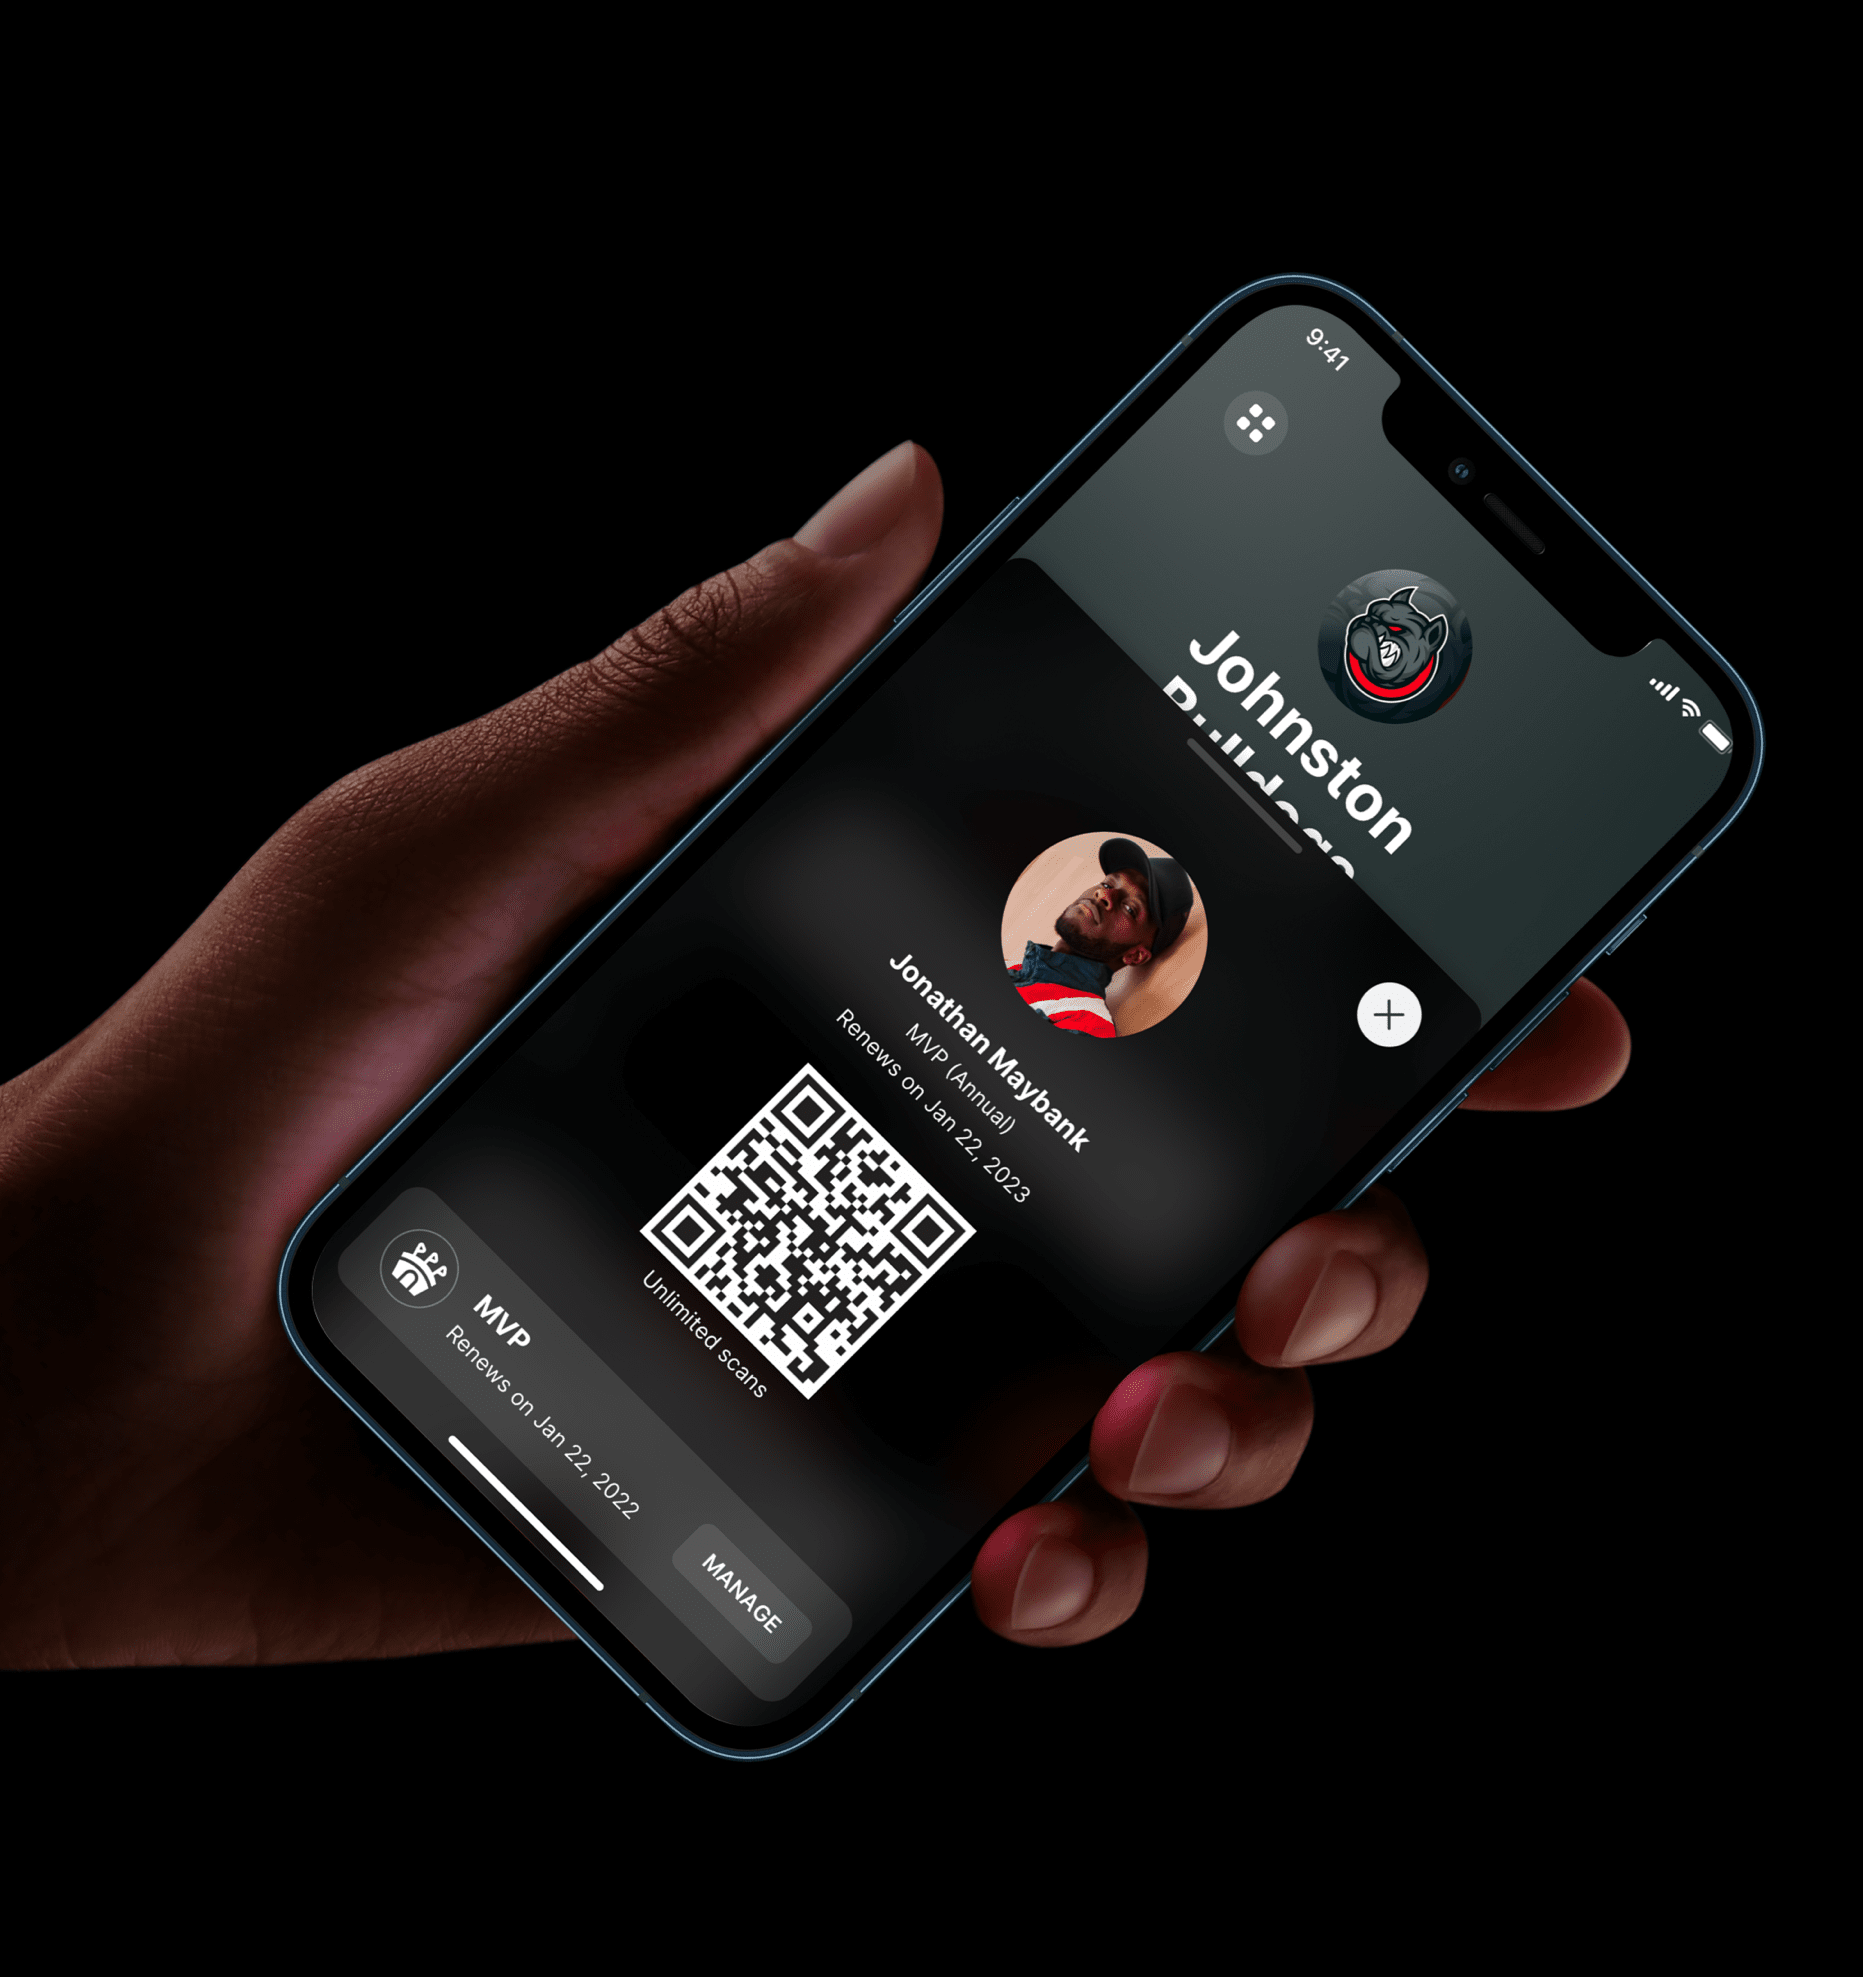 9:41
Johnston
Bulldogs
Jonathan Maybank
MVP (Annual)
Renews on Jan 22, 2023
Unlimited scans
MVP
Renews on Jan 22, 2022
MANAGE